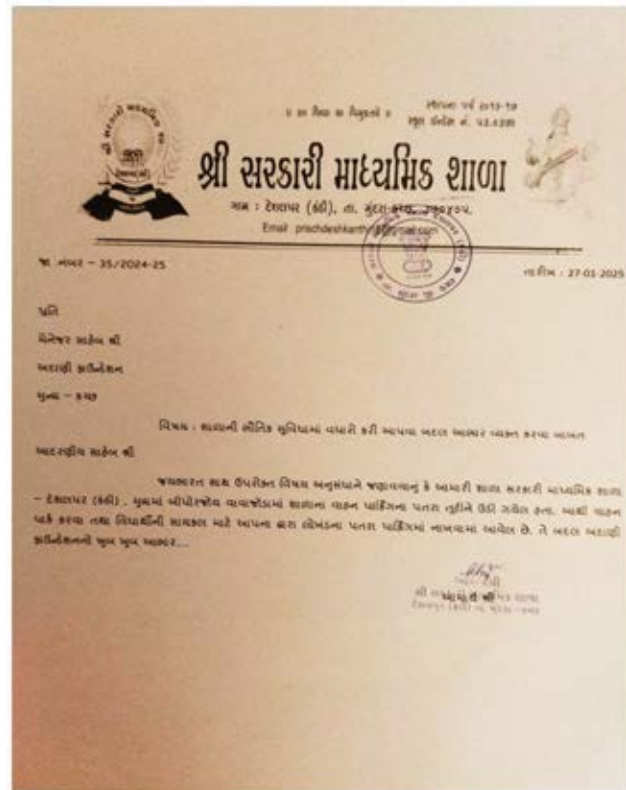 ॥ सा विद्या या विमुक्तये ॥
શ્રી સરકારી માધ્યમિક શાળા
ગામ : દેશલપર (કંઠી), તા. મુંદરા-કચ્છ,
Email
જા નંબર – 35/2024-25
તારીખ : 27-01-2025
પ્રતિ
મેનેજર સાહેબ શ્રી
અદાણી ફાઉન્ડેશન
મુન્દ્રા – કચ્છ
વિષય : શાળાની ભૌતિક સુવિધામાં વધારો કરી આપવા બદલ આભાર વ્યક્ત કરવા બાબત
આદરણીય સાહેબ શ્રી
જયભારત સાથ ઉપરોક્ત વિષય અનુસંધાને જણાવવાનું કે આમારી શાળા સરકારી માધ્યમિક શાળા
– દેશલપર (કંઠી) , મુન્દ્રામાં બીપોરજોય વાવાજોડામાં શાળાના વાહન પાર્કિંગના પતરા તુટીને ઉડી ગયેલ હતા. આથી વાહન
પાર્ક કરવા તથા વિદ્યાર્થીની સાયકલ માટે આપના દ્વારા લોખંડના પતરા પાર્કિંગમાં નાખવામાં આવેલ છે. તે બદલ અદાણી
ફાઉન્ડેશનનો ખુબ ખુબ આભાર...